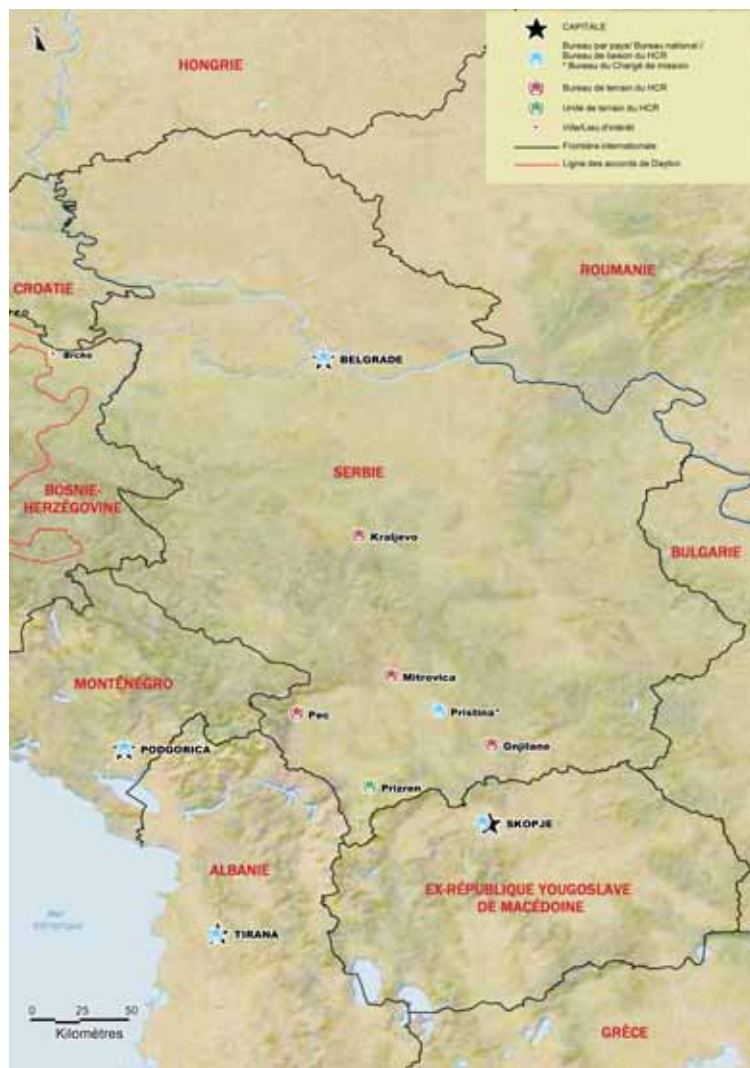 N
CAPITALE
Bureau par pays/ Bureau national /
Bureau de liaison du HCR
* Bureau du Chargé de mission
Bureau de terrain du HCR
Unité de terrain du HCR
Ville/Lieu d'intérêt
Frontière internationale
Ligne des accords de Dayton
HONGRIE
ROUMANIE
CROATIE
Brcko
BELGRADE
SERBIE
BOSNIE-
HERZÉGOVINE
Kraljevo
BULGARIE
Mitrovica
MONTÉNÉGRO
Pec
Pristina*
Gnjilane
PODGORICA
Prizren
SKOPJE
ALBANIE
EX-RÉPUBLIQUE YOUGOSLAVE
DE MACÉDOINE
Mer
TIRANA
0 25 50
Kilomètres
GRÈCE